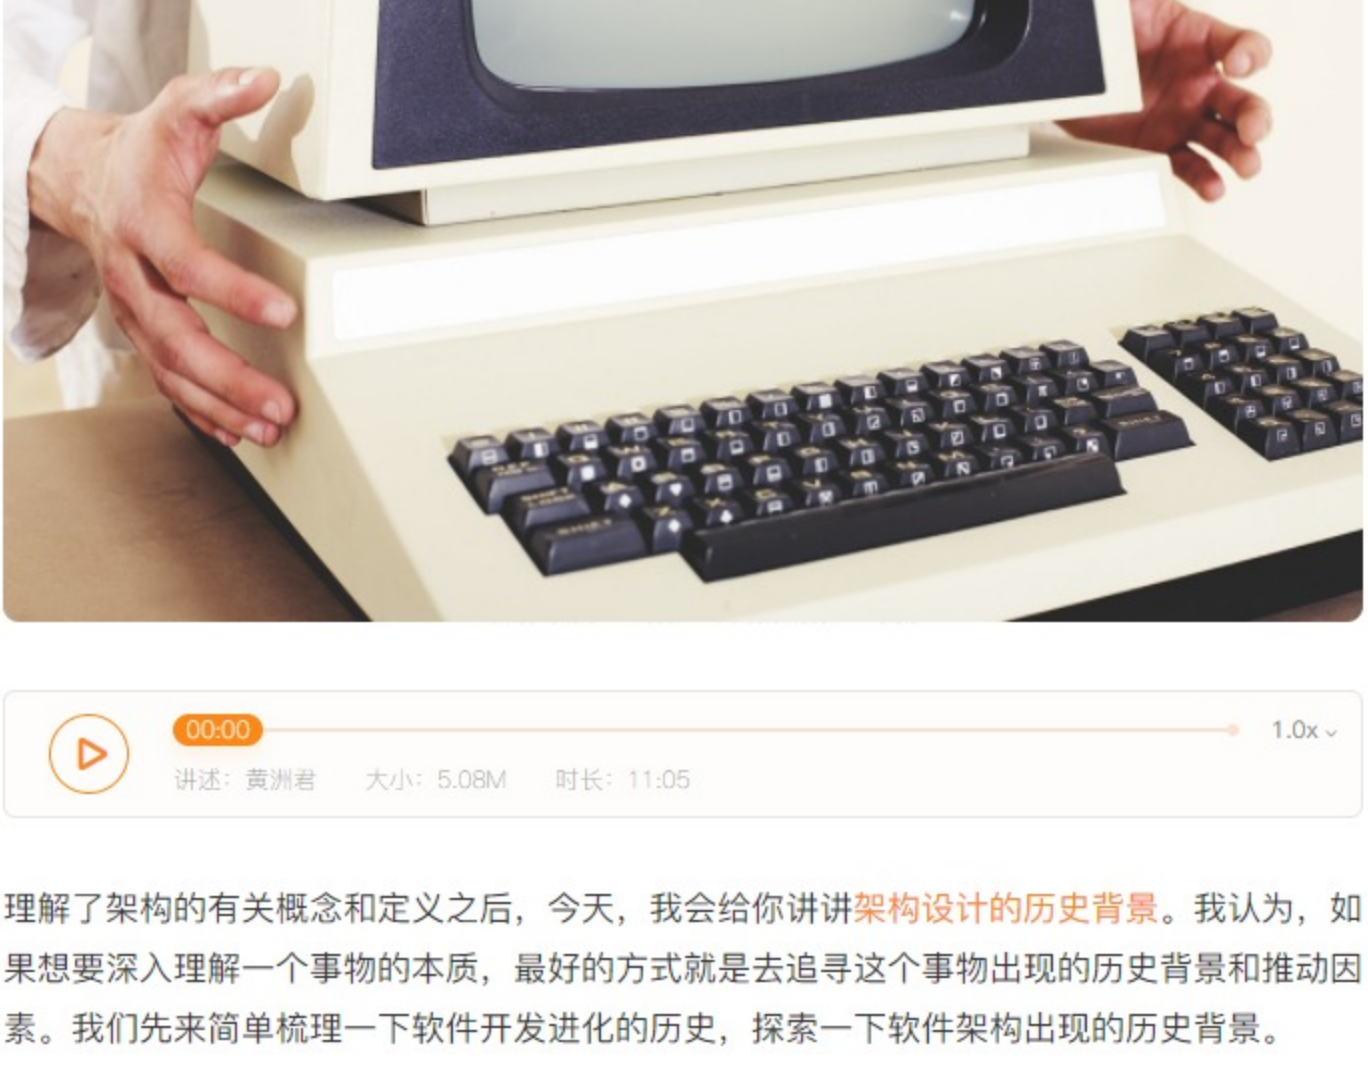 00:00
1.0x
讲述：黄洲君 大小：5.08M 时长：11:05
理解了架构的有关概念和定义之后，今天，我会给你讲讲架构设计的历史背景。我认为，如
果想要深入理解一个事物的本质，最好的方式就是去追寻这个事物出现的历史背景和推动因
素。我们先来简单梳理一下软件开发进化的历史，探索一下软件架构出现的历史背景。